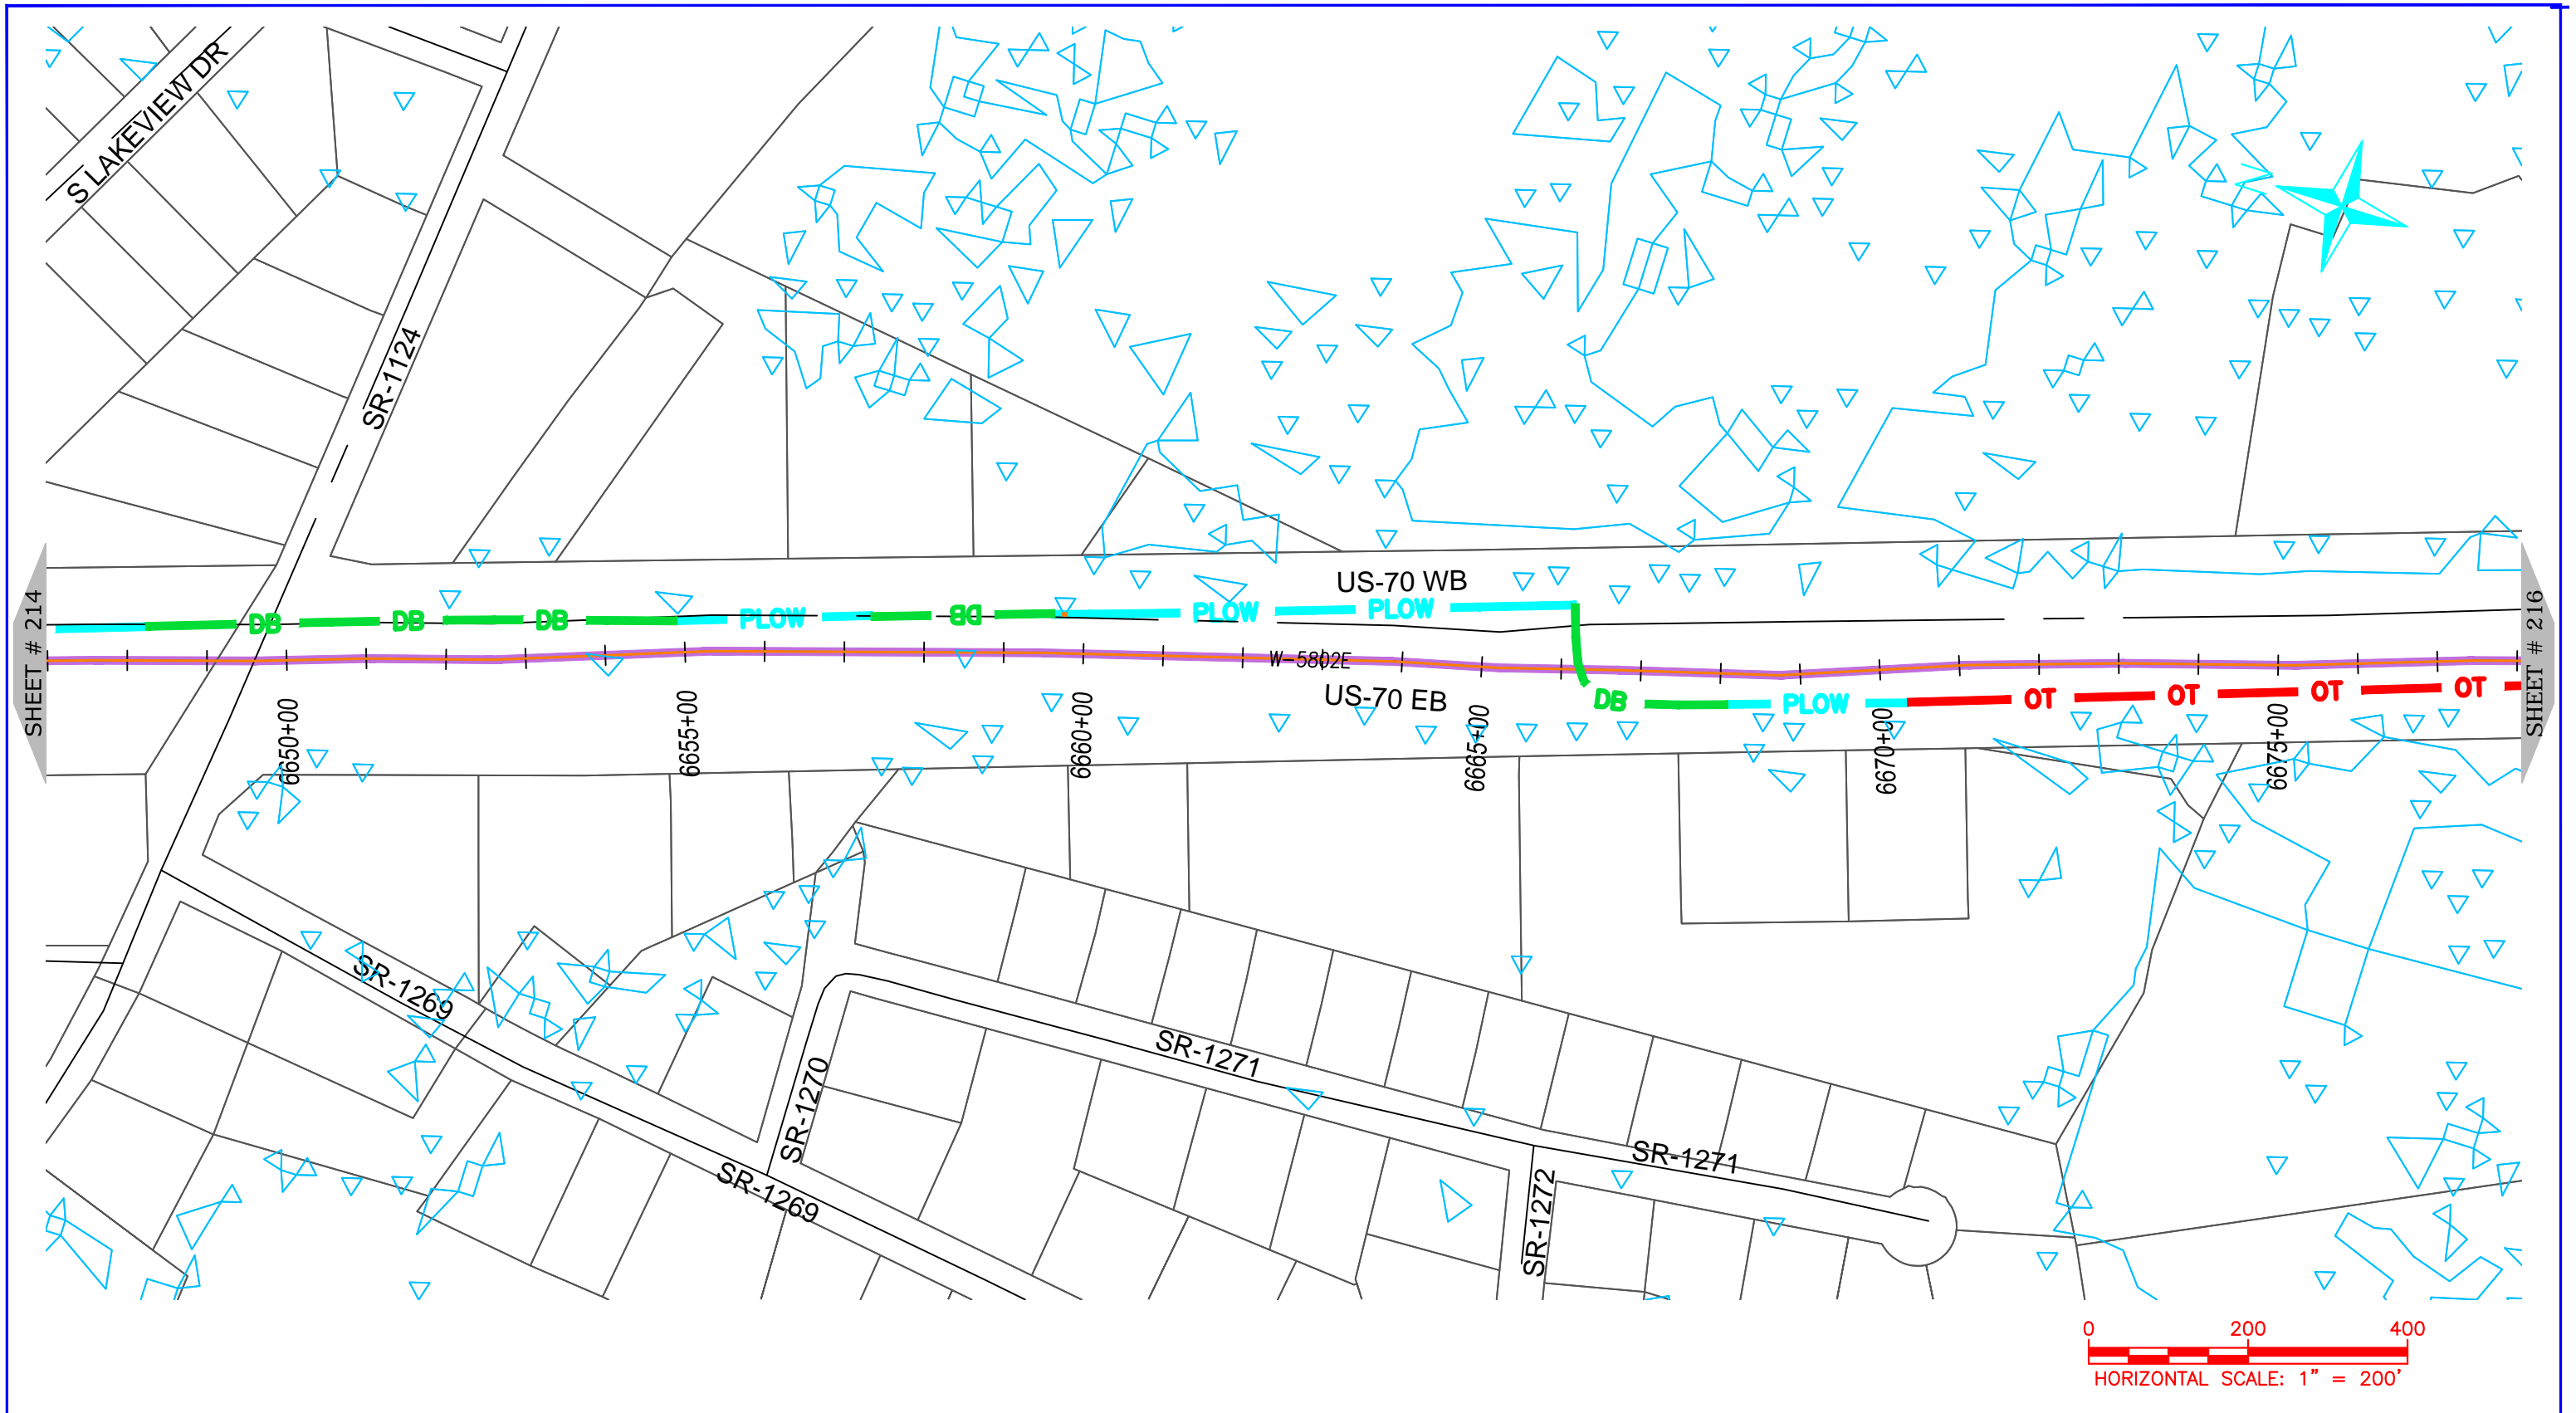 S LAKEVIEW DR
SR-1124
US-70 WB
DB DB DB PLOW DB PLOW PLOW
SHEET # 214
SHEET # 216
W-5802E
US-70 EB
DB PLOW OT OT OT OT
6650+00
6655+00
6660+00
6665+00
6670+00
6675+00
SR-1269
SR-1270
SR-1271
SR-1271
SR-1269
SR-1272
0 200 400
HORIZONTAL SCALE: 1" = 200'